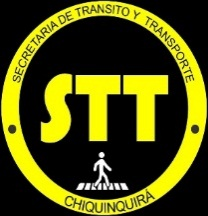 SECRETARIA DE TRANSITO Y TRANSPORTE
STT
CHIQUINQUIRÁ